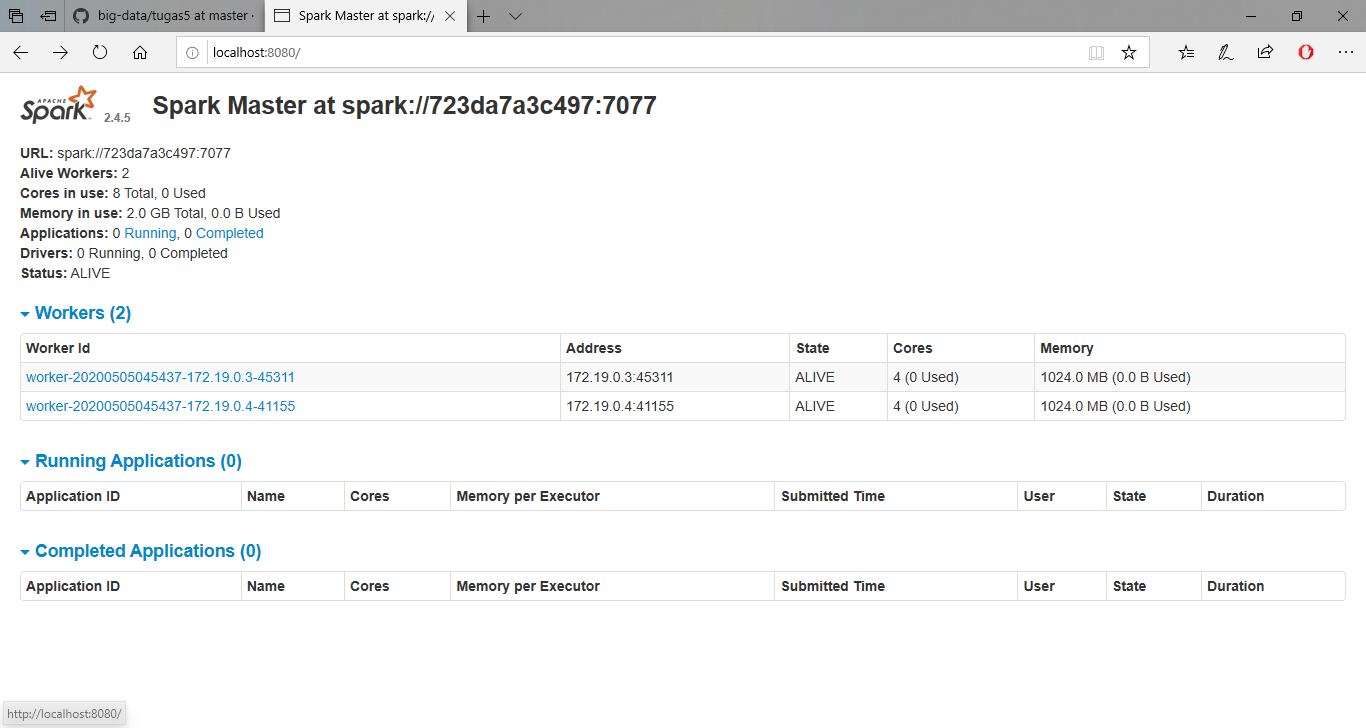 big-data/tugas5 at master ·
Spark Master at spark://
localhost:8080/
APACHE
Spark 2.4.5
Spark Master at spark://723da7a3c497:7077
URL: spark://723da7a3c497:7077
Alive Workers: 2
Cores in use: 8 Total, 0 Used
Memory in use: 2.0 GB Total, 0.0 B Used
Applications: 0 Running, 0 Completed
Drivers: 0 Running, 0 Completed
Status: ALIVE
Workers (2)
Worker Id Address State Cores Memory
worker-20200505045437-172.19.0.3-45311 172.19.0.3:45311 ALIVE 4 (0 Used) 1024.0 MB (0.0 B Used)
worker-20200505045437-172.19.0.4-41155 172.19.0.4:41155 ALIVE 4 (0 Used) 1024.0 MB (0.0 B Used)
Running Applications (0)
Application ID Name Cores Memory per Executor Submitted Time User State Duration
Completed Applications (0)
Application ID Name Cores Memory per Executor Submitted Time User State Duration
http://localhost:8080/